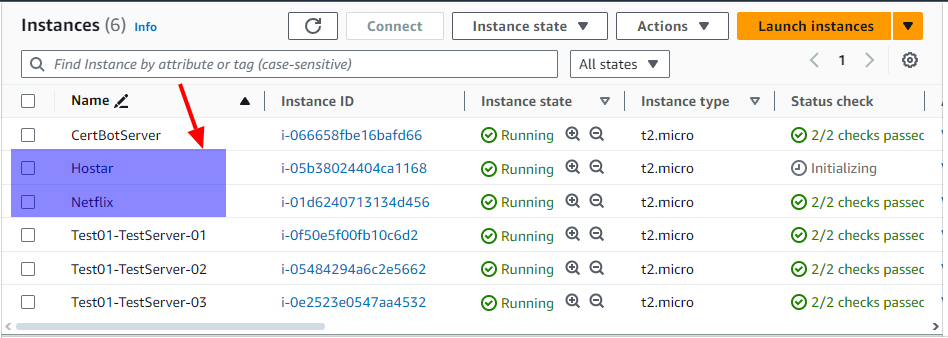 Instances (6) Info Connect Instance state Actions Launch instances
Find Instance by attribute or tag (case-sensitive) All states 1
Name Instance ID Instance state Instance type Status check
CertBotServer i-066658fbe16bafd66 Running t2.micro 2/2 checks passec
Hostar i-05b38024404ca1168 Running t2.micro Initializing
Netflix i-01d6240713134d456 Running t2.micro 2/2 checks passec
Test01-TestServer-01 i-0f50e5f00fb10c6d2 Running t2.micro 2/2 checks passec
Test01-TestServer-02 i-05484294a6c2e5662 Running t2.micro 2/2 checks passec
Test01-TestServer-03 i-0e2523e0547aa4532 Running t2.micro 2/2 checks passec